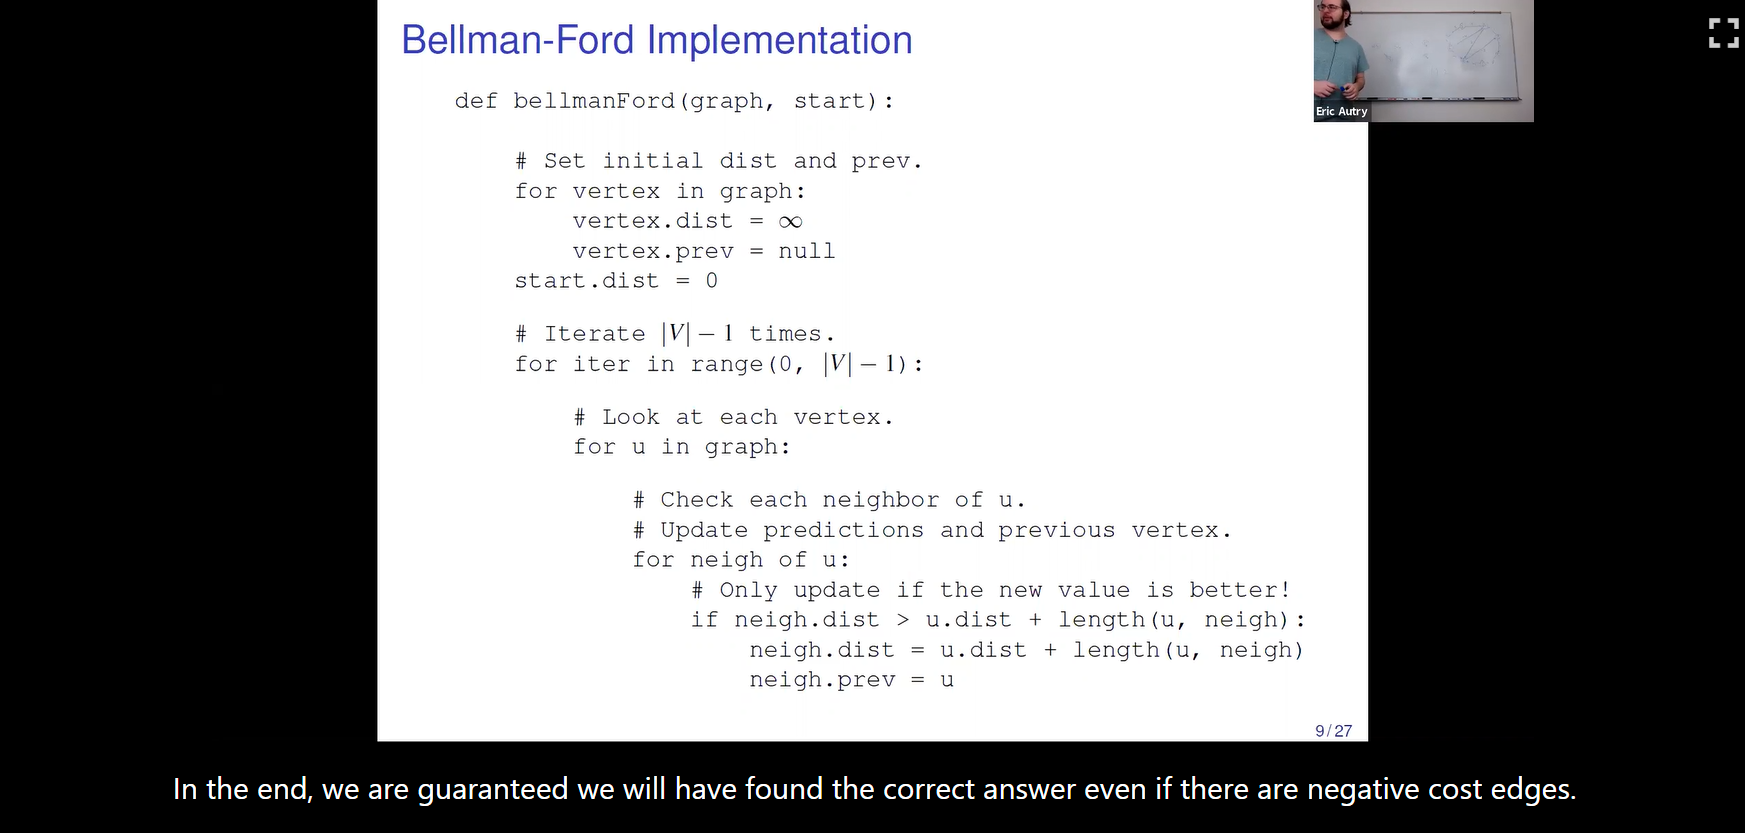 Bellman-Ford Implementation
def bellmanFord(graph, start):
# Set initial dist and prev.
for vertex in graph:
vertex.dist = ∞
vertex.prev = null
start.dist = 0
# Iterate |V| − 1 times.
for iter in range(0, |V| − 1):
# Look at each vertex.
for u in graph:
# Check each neighbor of u.
# Update predictions and previous vertex.
for neigh of u:
# Only update if the new value is better!
if neigh.dist > u.dist + length(u, neigh):
neigh.dist = u.dist + length(u, neigh)
neigh.prev = u
9/27
Eric Autry
In the end, we are guaranteed we will have found the correct answer even if there are negative cost edges.